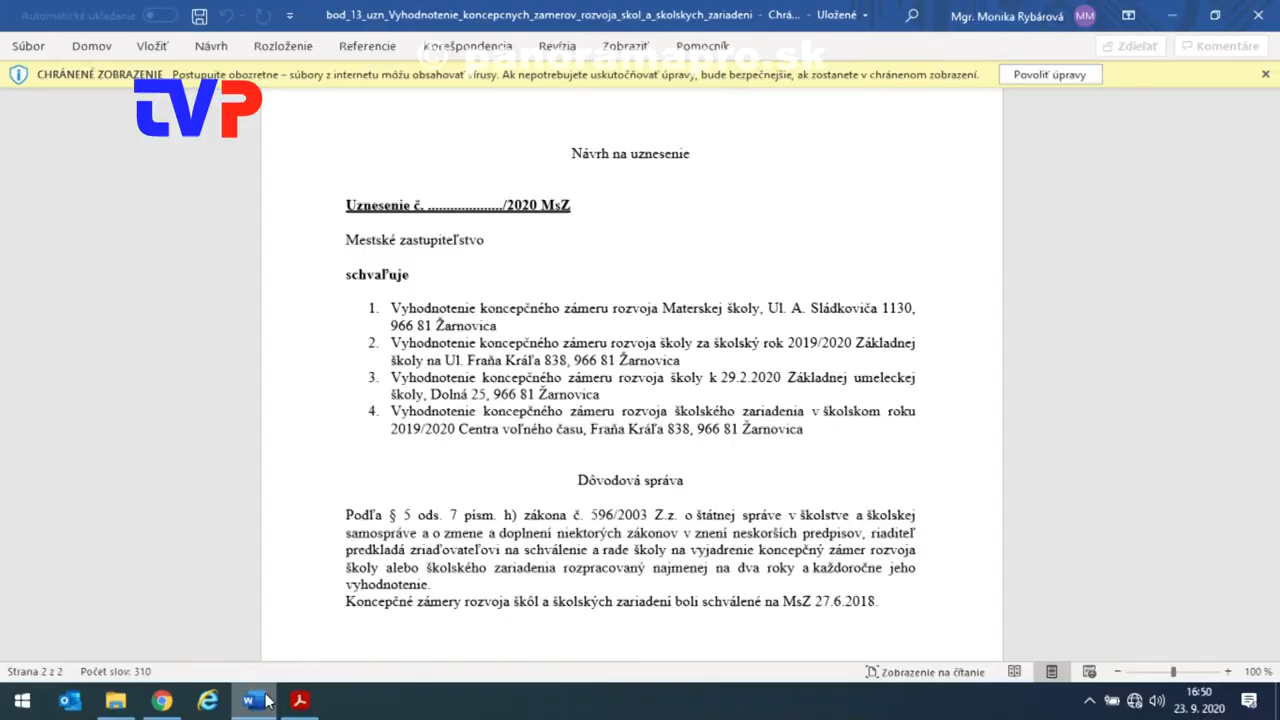 Automatické ukladanie
bod_13_uzn_Vyhodnotenie_koncepcnych_zamerov_rozvoja_skol_a_skolskych_zariadeni - Chrá... - Uložené
Mgr. Monika Rybárová MM
Súbor Domov Vložiť Návrh Rozloženie Referencie Korešpondencia Revízia Zobraziť Pomocník Zdieľať Komentáre
© panoramapro.sk
CHRÁNENÉ ZOBRAZENIE Postupujte obozretne – súbory z internetu môžu obsahovať vírusy. Ak nepotrebujete uskutočňovať úpravy, bude bezpečnejšie, ak zostanete v chránenom zobrazení. Povoliť úpravy
TVP
Návrh na uznesenie
Uznesenie č. ...................../2020 MsZ
Mestské zastupiteľstvo
schvaľuje
1. Vyhodnotenie koncepčného zámeru rozvoja Materskej školy, Ul. A. Sládkoviča 1130,
966 81 Žarnovica
2. Vyhodnotenie koncepčného zámeru rozvoja školy za školský rok 2019/2020 Základnej
školy na Ul. Fraňa Kráľa 838, 966 81 Žarnovica
3. Vyhodnotenie koncepčného zámeru rozvoja školy k 29.2.2020 Základnej umeleckej
školy, Dolná 25, 966 81 Žarnovica
4. Vyhodnotenie koncepčného zámeru rozvoja školského zariadenia v školskom roku
2019/2020 Centra voľného času, Fraňa Kráľa 838, 966 81 Žarnovica
Dôvodová správa
Podľa § 5 ods. 7 písm. h) zákona č. 596/2003 Z.z. o štátnej správe v školstve a školskej
samospráve a o zmene a doplnení niektorých zákonov v znení neskorších predpisov, riaditeľ
predkladá zriaďovateľovi na schválenie a rade školy na vyjadrenie koncepčný zámer rozvoja
školy alebo školského zariadenia rozpracovaný najmenej na dva roky a každoročne jeho
vyhodnotenie.
Koncepčné zámery rozvoja škôl a školských zariadení boli schválené na MsZ 27.6.2018.
Strana 2 z 2 Počet slov: 310 Zobrazenie na čítanie 100 %
16:50
23. 9. 2020